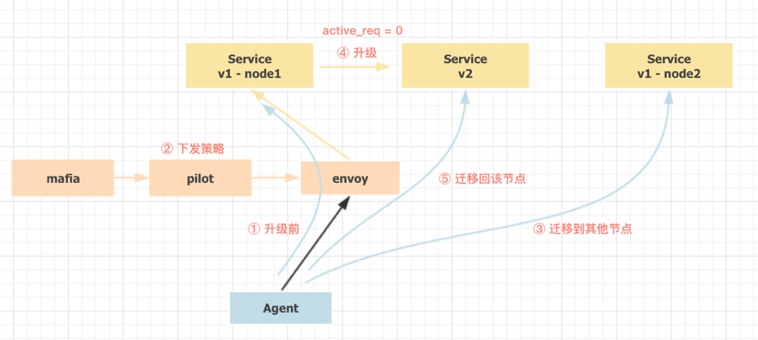 active_req = 0
Service
v1 - node1
④ 升级
Service
v2
Service
v1 - node2
② 下发策略
mafia
pilot
envoy
⑤ 迁移回该节点
① 升级前
③ 迁移到其他节点
Agent